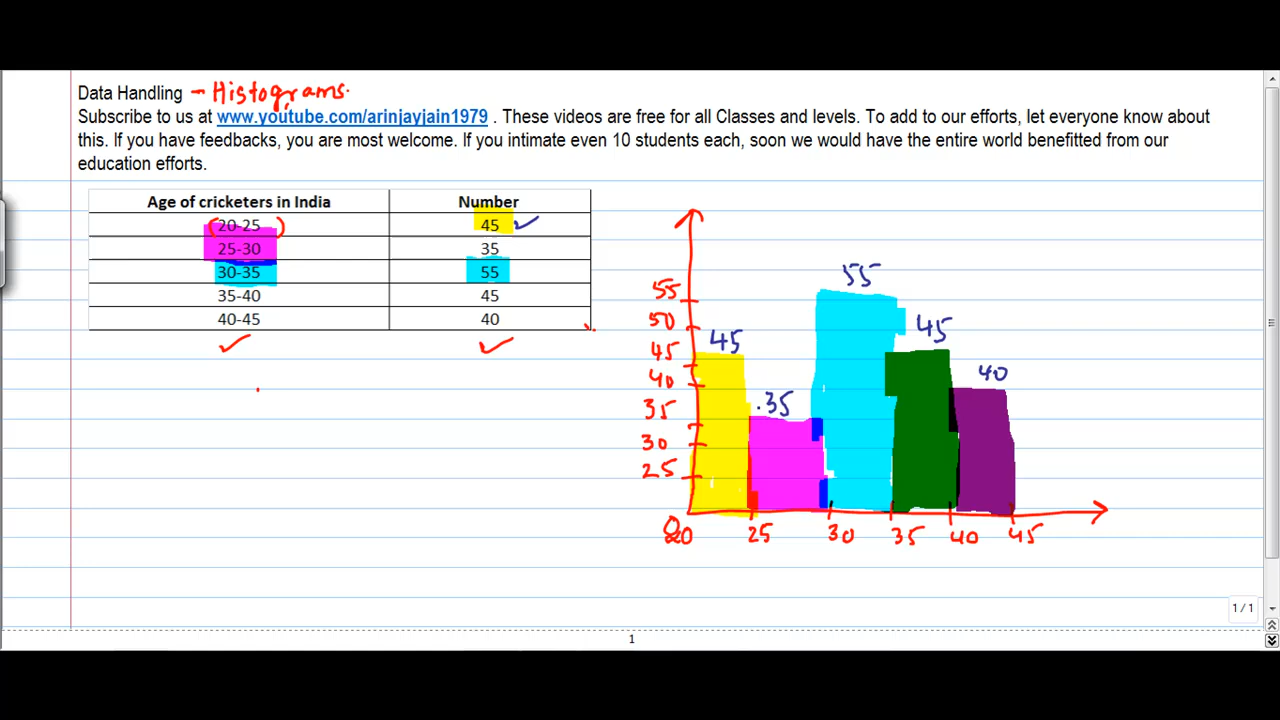 Data Handling - Histograms.
Subscribe to us at www.youtube.com/arinjayjain1979 . These videos are free for all Classes and levels. To add to our efforts, let everyone know about
this. If you have feedbacks, you are most welcome. If you intimate even 10 students each, soon we would have the entire world benefitted from our
education efforts.
Age of cricketers in India Number
20-25 45
25-30 35
30-35 55
35-40 45
40-45 40
55
50
45
40
35
30
25
45
35
55
45
40
20 25 30 35 40 45
1 / 1
1